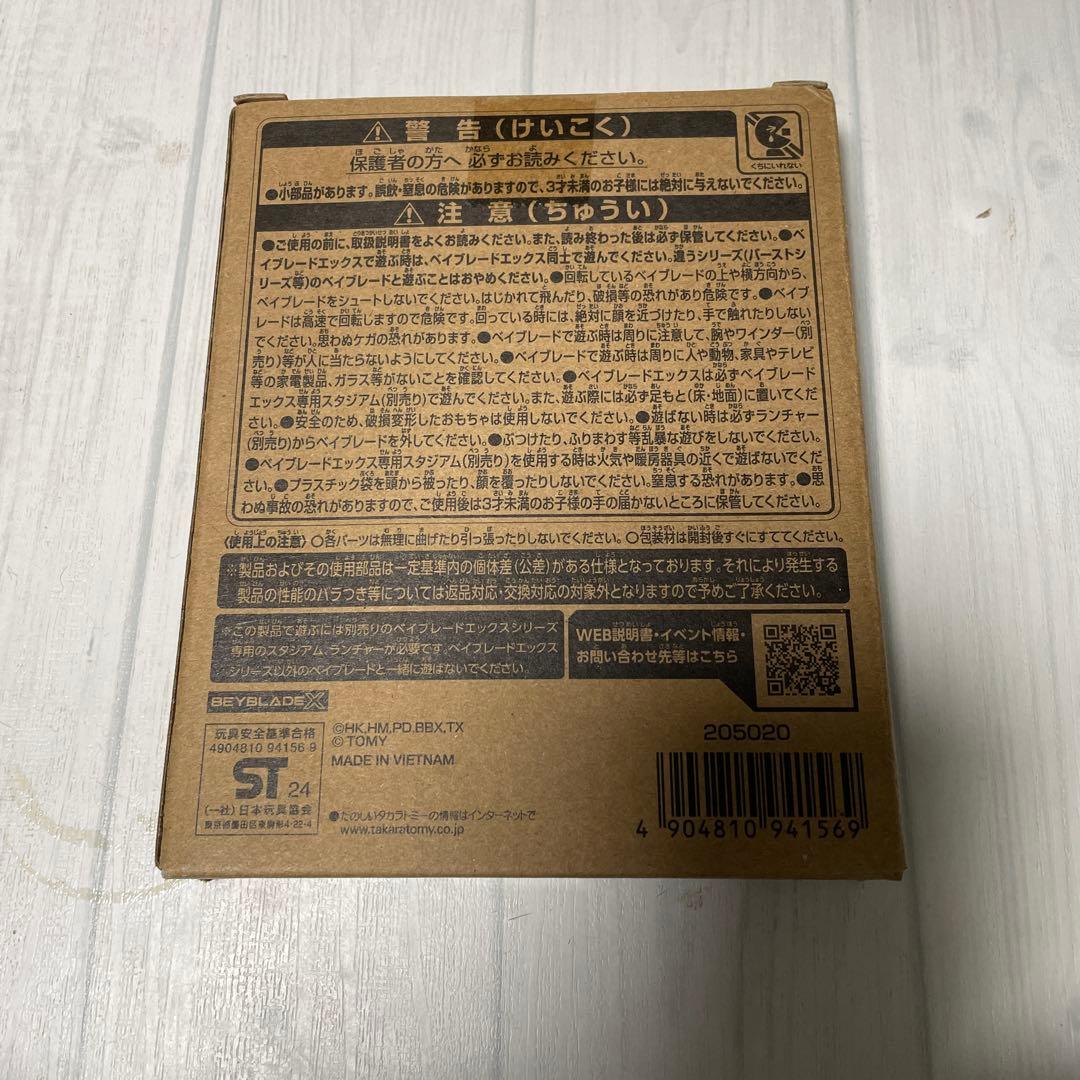 ⚠ 警告(けいこく)
保護者の方へ 必ずお読みください。
くちにいれない
●小部品があります。誤飲・窒息の危険がありますので、3才未満のお子様には絶対に与えないでください。
⚠ 注意(ちゅうい)
●ご使用の前に、取扱説明書をよくお読みください。また、読み終わった後は必ず保管してください。●ベ
イブレードエックスで遊ぶ時は、ベイブレードエックス同士で遊んでください。違うシリーズ(バーストシ
リーズ等)のベイブレードと遊ぶことはおやめください。●回転しているベイブレードの上や横方向から、
ベイブレードをシュートしないでください。はじかれて飛んだり、破損等の恐れがあり危険です。●ベイブ
レードは高速で回転しますので危険です。回っている時には、絶対に顔を近づけたり、手で触れたりしない
でください。思わぬケガの恐れがあります。●ベイブレードで遊ぶ時は周りに注意して、腕やワインダー(別
売り)等が人に当たらないようにしてください。●ベイブレードで遊ぶ時は周りに人や動物、家具やテレビ
等の家電製品、ガラス等がないことを確認してください。●ベイブレードエックスは必ずベイブレード
エックス専用スタジアム(別売り)で遊んでください。また、遊ぶ際には必ず足もと(床・地面)に置いてくだ
さい。●安全のため、破損変形したおもちゃは使用しないでください。●遊ばない時は必ずランチャー
(別売り)からベイブレードを外してください。●ぶつけたり、ふりまわす等乱暴な遊びをしないでください。
●ベイブレードエックス専用スタジアム(別売り)を使用する時は火気や暖房器具の近くで遊ばないでくだ
さい。●プラスチック袋を頭から被ったり、顔を覆ったりしないでください。窒息する恐れがあります。●思
わぬ事故の恐れがありますので、ご使用後は3才未満のお子様の手の届かないところに保管してください。
〈使用上の注意〉○各パーツは無理に曲げたり引っ張ったりしないでください。○包装材は開封後すぐにすててください。
※製品およびその使用部品は一定基準内の個体差(公差)がある仕様となっております。それにより発生する
製品の性能のバラつき等については返品対応・交換対応の対象外となりますので予めご了承ください。
※この製品で遊ぶには別売りのベイブレードエックスシリーズ
専用のスタジアム、ランチャーが必要です。ベイブレードエックス
シリーズ以外のベイブレードと一緒に遊ばないでください。
WEB説明書・イベント情報・
お問い合わせ先等はこちら
BEYBLADE X
玩具安全基準合格
4904810 94156 9
ST 24
(一社)日本玩具協会
東京都墨田区東駒形4-22-4
©HK,HM,PD,BBX,TX
© TOMY
MADE IN VIETNAM
●たのしいタカラトミーの情報はインターネットで
www.takaratomy.co.jp
205020
4 904810 941569